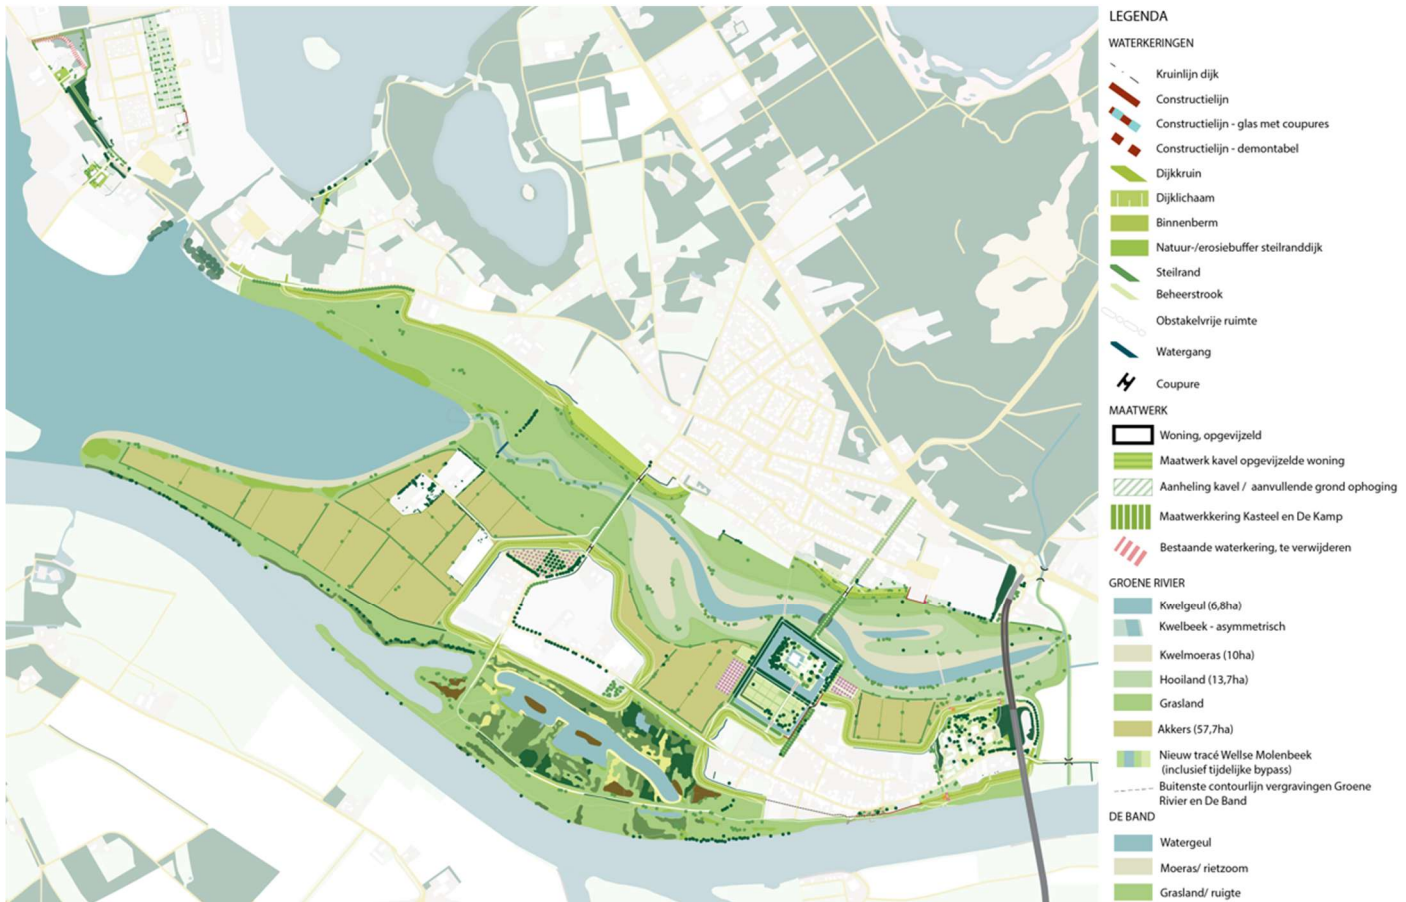 LEGENDA
WATERKERINGEN
Kruinlijn dijk
Constructielijn
Constructielijn - glas met coupures
Constructielijn - demontabel
Dijkkruin
Dijklichaam
Binnenberm
Natuur-/erosiebuffer steilranddijk
Steilrand
Beheerstrook
Obstakelvrije ruimte
Watergang
Coupure
MAATWERK
Woning, opgevijzeld
Maatwerk kavel opgevijzelde woning
Aanheling kavel / aanvullende grond ophoging
Maatwerkkering Kasteel en De Kamp
Bestaande waterkering, te verwijderen
GROENE RIVIER
Kwelgeul (6,8ha)
Kwelbeek - asymmetrisch
Kwelmoeras (10ha)
Hooiland (13,7ha)
Grasland
Akkers (57,7ha)
Nieuw tracé Wellse Molenbeek
(inclusief tijdelijke bypass)
Buitenste contourlijn vergravingen Groene
Rivier en De Band
DE BAND
Watergeul
Moeras/ rietzoom
Grasland/ ruigte